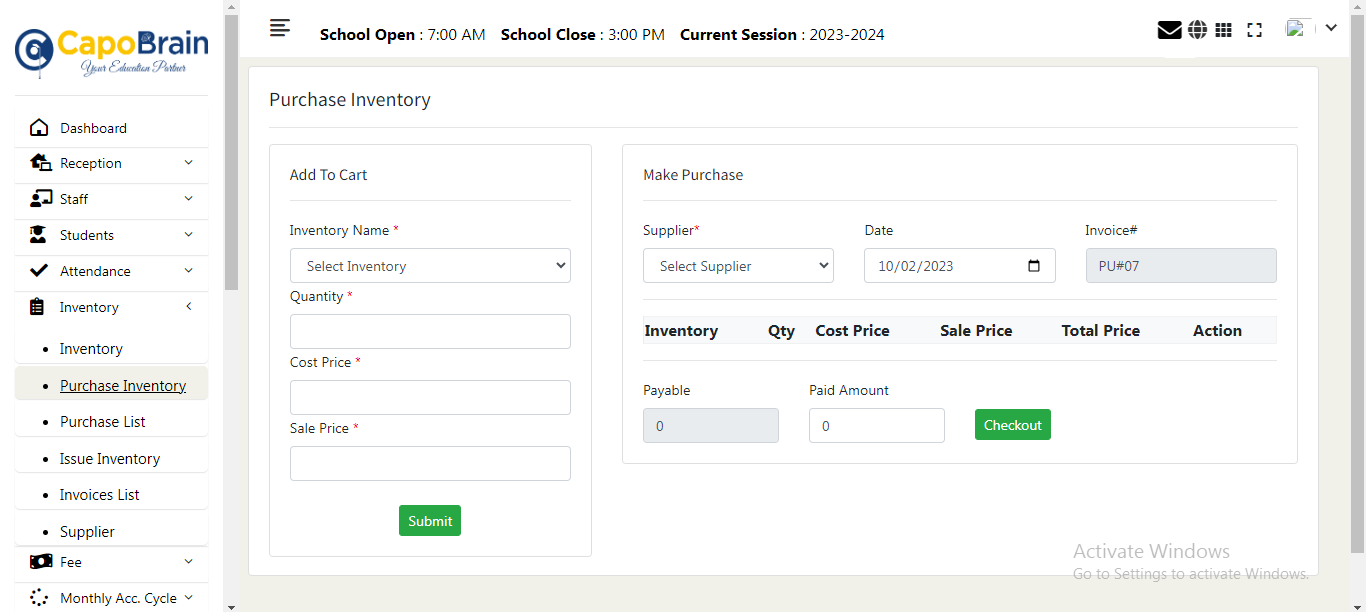 CapoBrain
Your Education Partner
School Open : 7:00 AM School Close : 3:00 PM Current Session : 2023-2024
Dashboard
Reception
Staff
Students
Attendance
Inventory
Inventory
Purchase Inventory
Purchase List
Issue Inventory
Invoices List
Supplier
Fee
Monthly Acc. Cycle
Purchase Inventory
Add To Cart
Inventory Name *
Select Inventory
Quantity *
Cost Price *
Sale Price *
Submit
Make Purchase
Supplier* Date Invoice#
Select Supplier 10/02/2023 PU#07
Inventory Qty Cost Price Sale Price Total Price Action
Payable Paid Amount
0 0 Checkout
Activate Windows
Go to Settings to activate Windows.